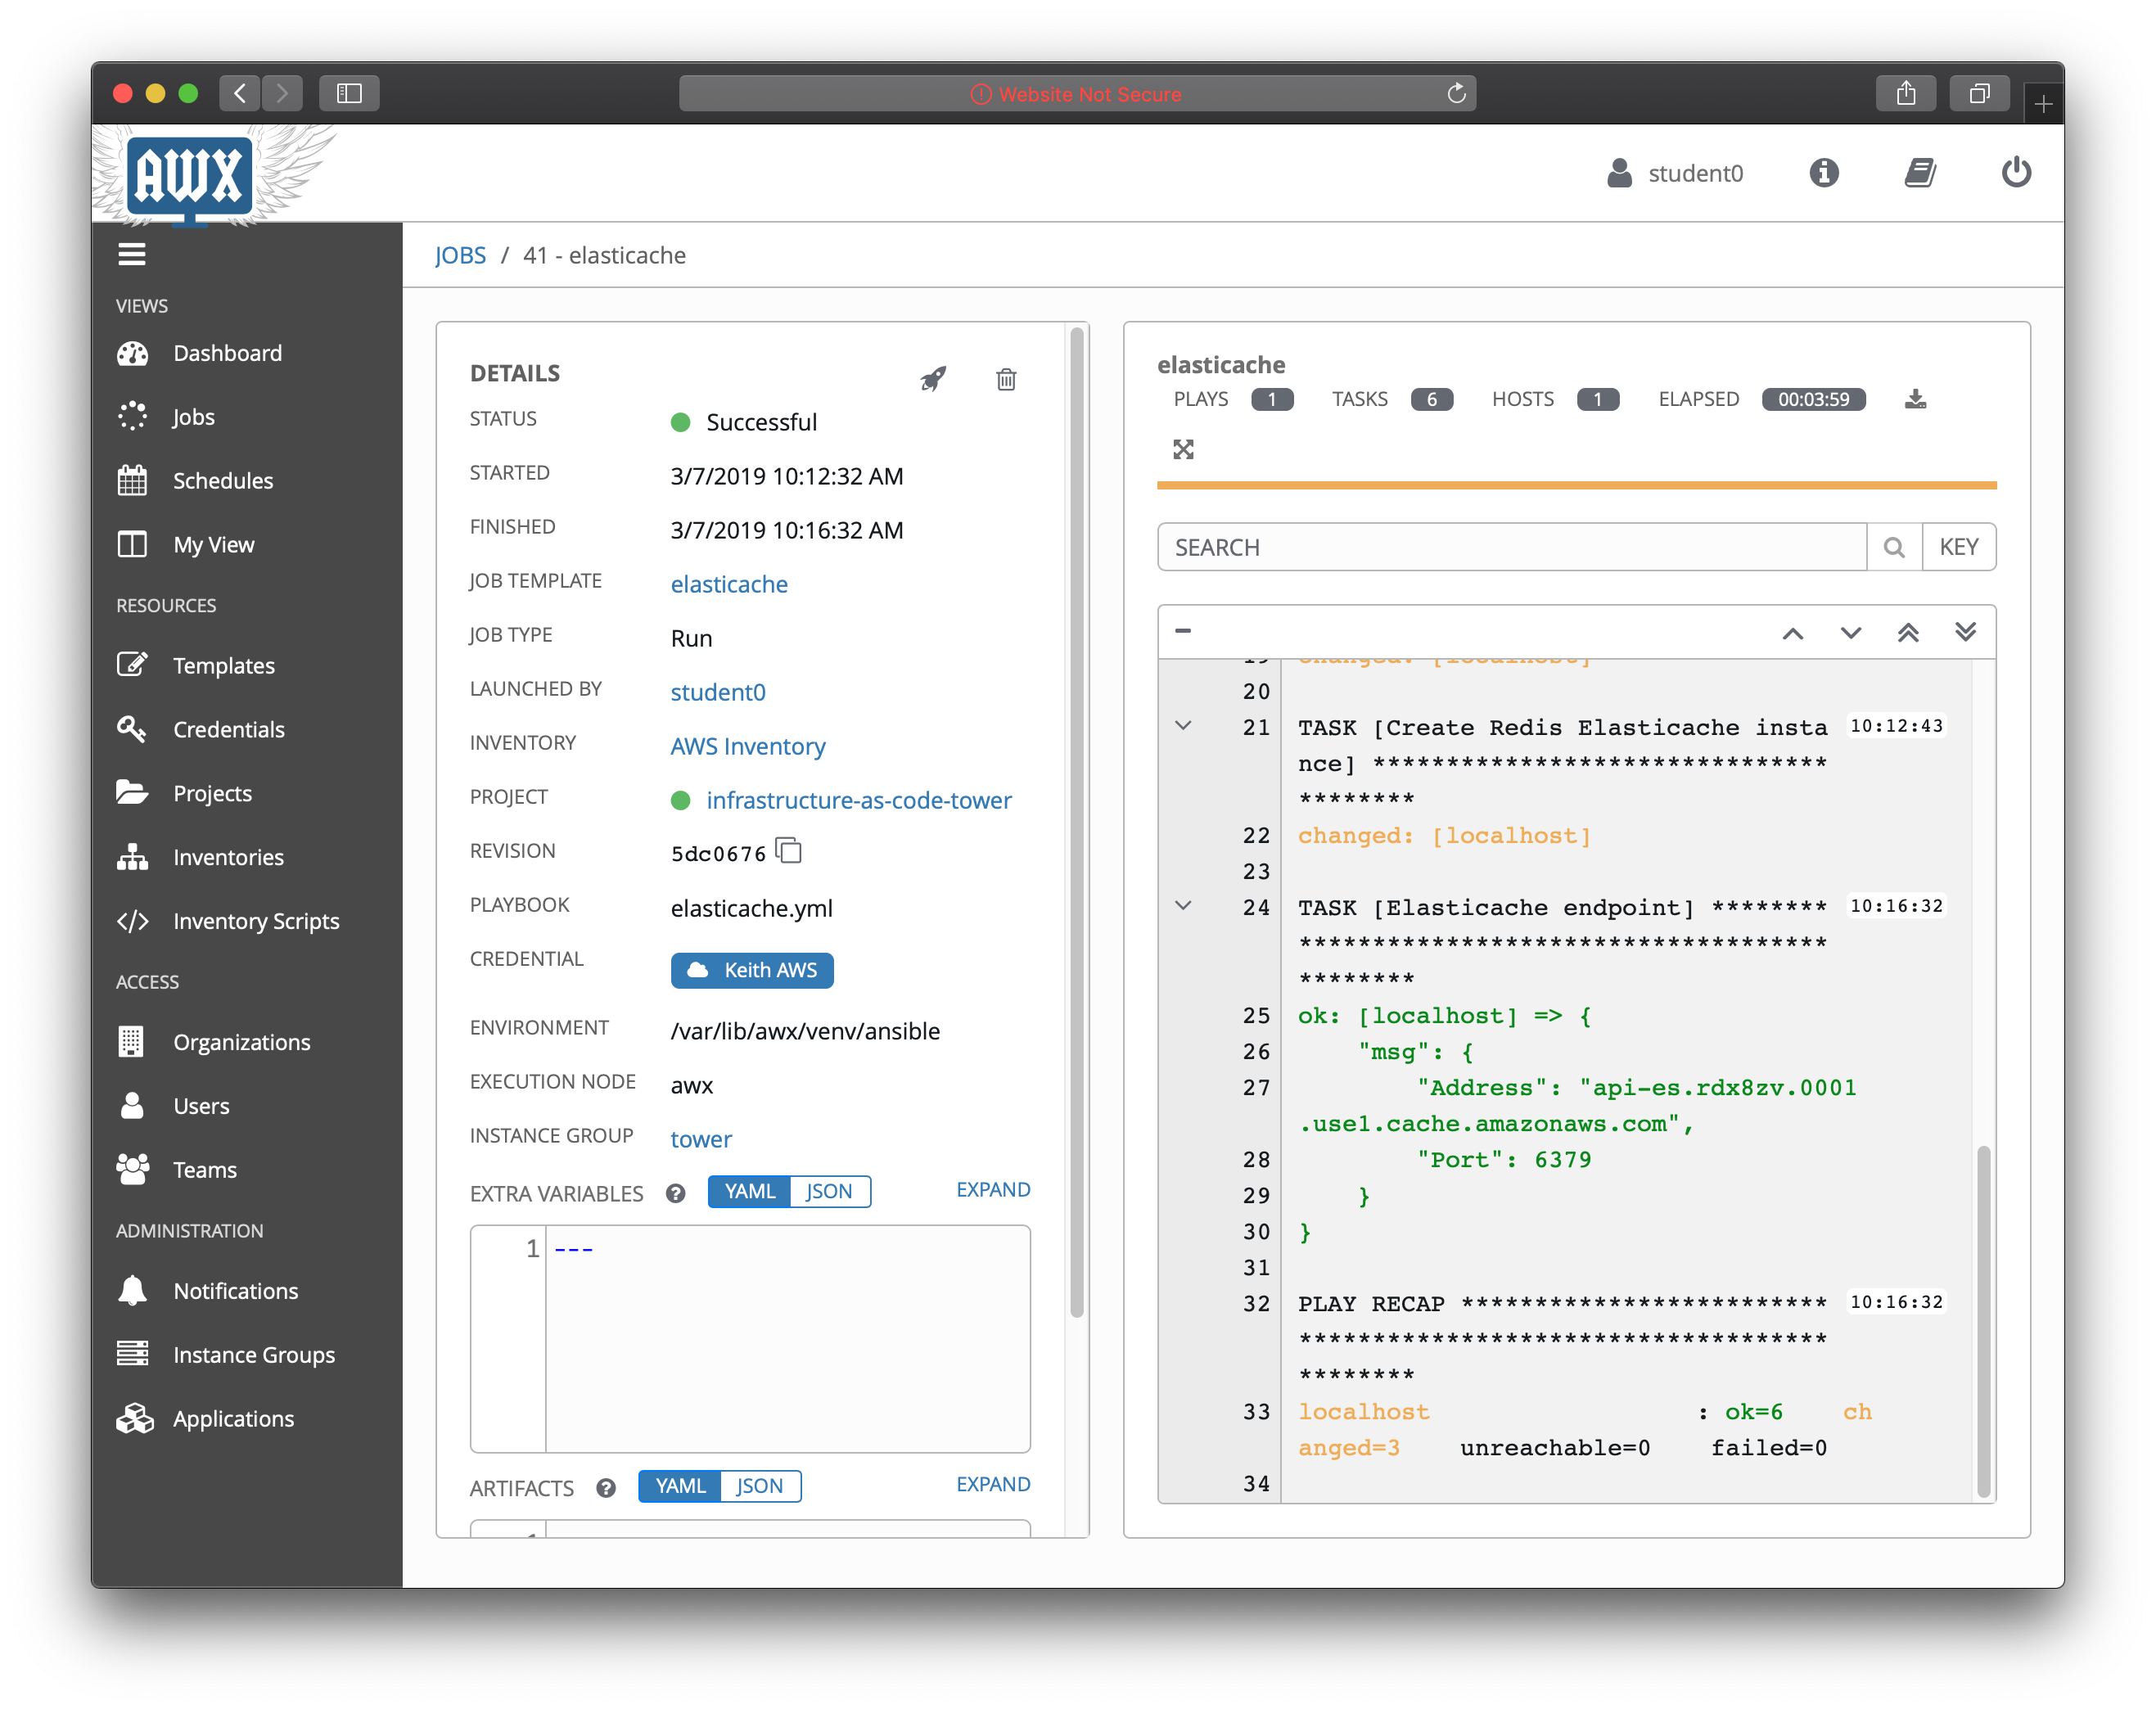 Website Not Secure
AWX
student0
VIEWS
Dashboard
Jobs
Schedules
My View
RESOURCES
Templates
Credentials
Projects
Inventories
Inventory Scripts
ACCESS
Organizations
Users
Teams
ADMINISTRATION
Notifications
Instance Groups
Applications
JOBS / 41 - elasticache
DETAILS
STATUS Successful
STARTED 3/7/2019 10:12:32 AM
FINISHED 3/7/2019 10:16:32 AM
JOB TEMPLATE elasticache
JOB TYPE Run
LAUNCHED BY student0
INVENTORY AWS Inventory
PROJECT infrastructure-as-code-tower
REVISION 5dc0676
PLAYBOOK elasticache.yml
CREDENTIAL Keith AWS
ENVIRONMENT /var/lib/awx/venv/ansible
EXECUTION NODE awx
INSTANCE GROUP tower
EXTRA VARIABLES YAML JSON EXPAND
1 ---
ARTIFACTS YAML JSON EXPAND
elasticache
PLAYS 1 TASKS 6 HOSTS 1 ELAPSED 00:03:59
SEARCH KEY
19 changed: [localhost]
20
21 TASK [Create Redis Elasticache insta 10:12:43
nce] *******************************
********
22 changed: [localhost]
23
24 TASK [Elasticache endpoint] ******** 10:16:32
************************************
********
25 ok: [localhost] => {
26 "msg": {
27 "Address": "api-es.rdx8zv.0001
.use1.cache.amazonaws.com",
28 "Port": 6379
29 }
30 }
31
32 PLAY RECAP ************************* 10:16:32
************************************
********
33 localhost : ok=6 ch
anged=3 unreachable=0 failed=0
34